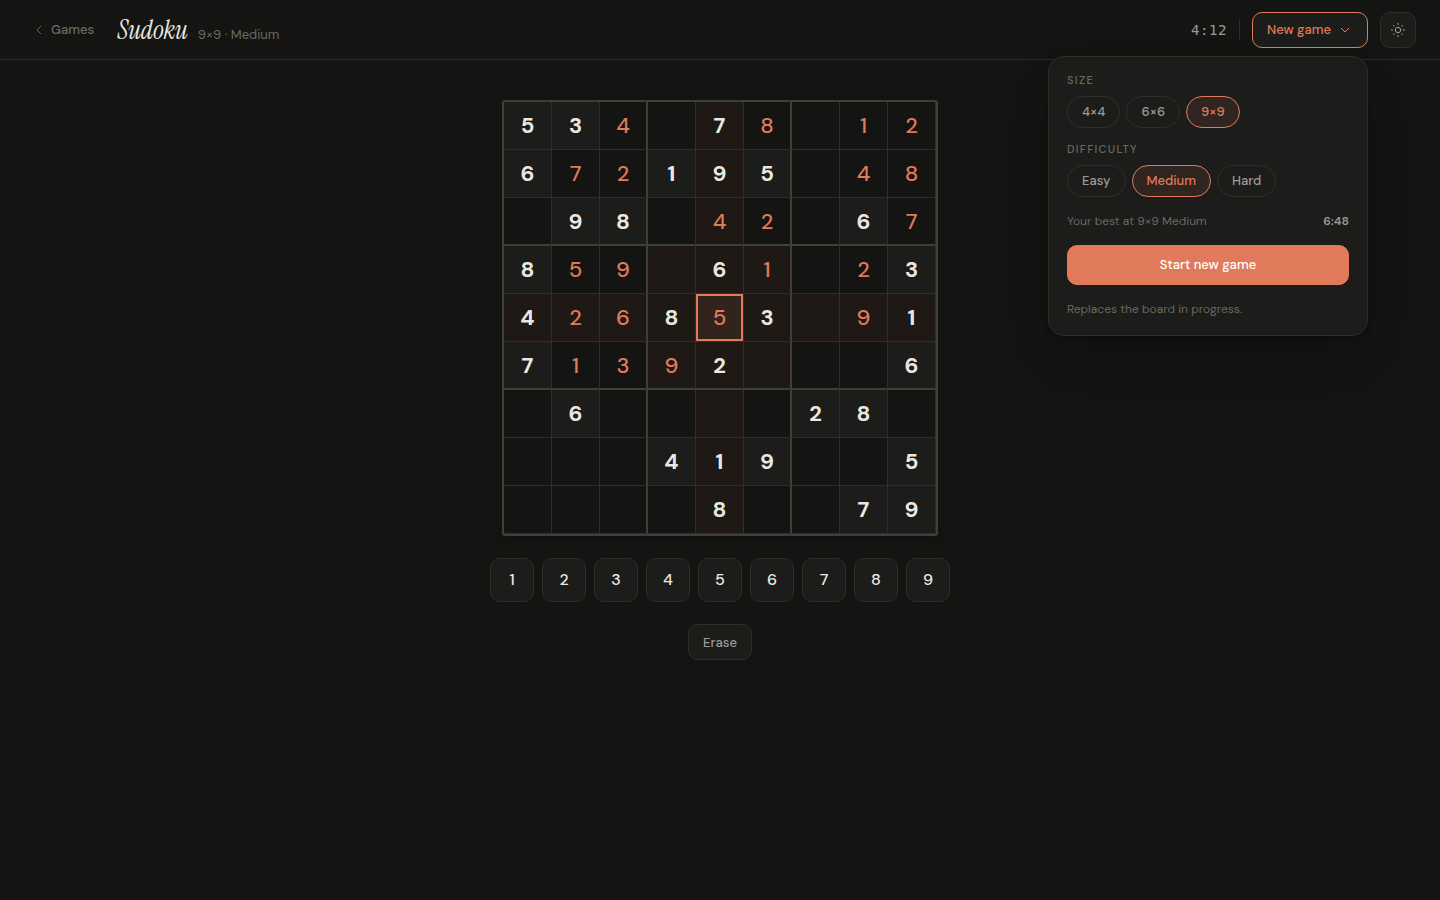 Games Sudoku 9×9 · Medium 4:12 New game
SIZE
4×4 6×6 9×9
DIFFICULTY
Easy Medium Hard
Your best at 9×9 Medium 6:48
Start new game
Replaces the board in progress.
5 3 4 7 8 1 2
6 7 2 1 9 5 4 8
9 8 4 2 6 7
8 5 9 6 1 2 3
4 2 6 8 5 3 9 1
7 1 3 9 2 6
6 2 8
4 1 9 5
8 7 9
1 2 3 4 5 6 7 8 9
Erase